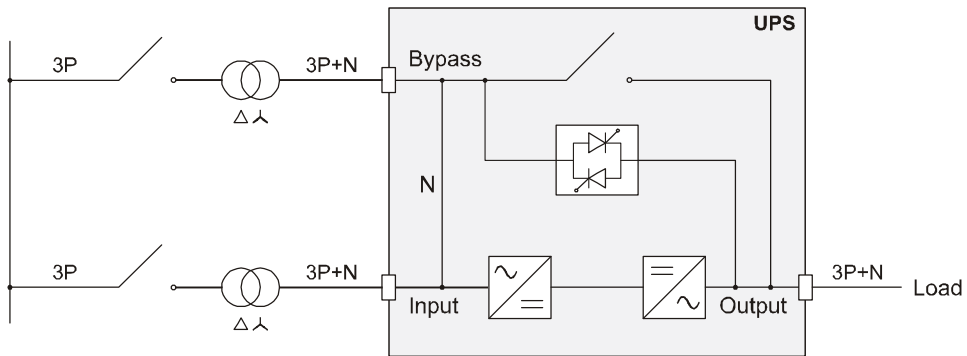 UPS
3P
3P+N
Bypass
N
3P
3P+N
Input
Output
3P+N
Load